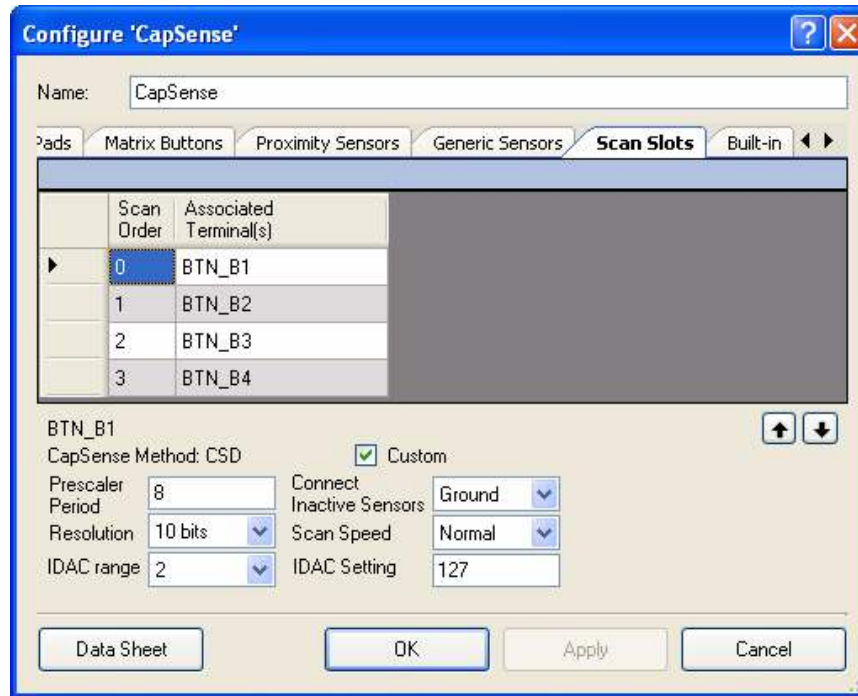 Configure 'CapSense'
Name: CapSense
Pads Matrix Buttons Proximity Sensors Generic Sensors Scan Slots Built-in
Scan Order Associated Terminal(s)
0 BTN_B1
1 BTN_B2
2 BTN_B3
3 BTN_B4
BTN_B1
CapSense Method: CSD Custom
Prescaler Period 8 Connect Inactive Sensors Ground
Resolution 10 bits Scan Speed Normal
IDAC range 2 IDAC Setting 127
Data Sheet OK Apply Cancel